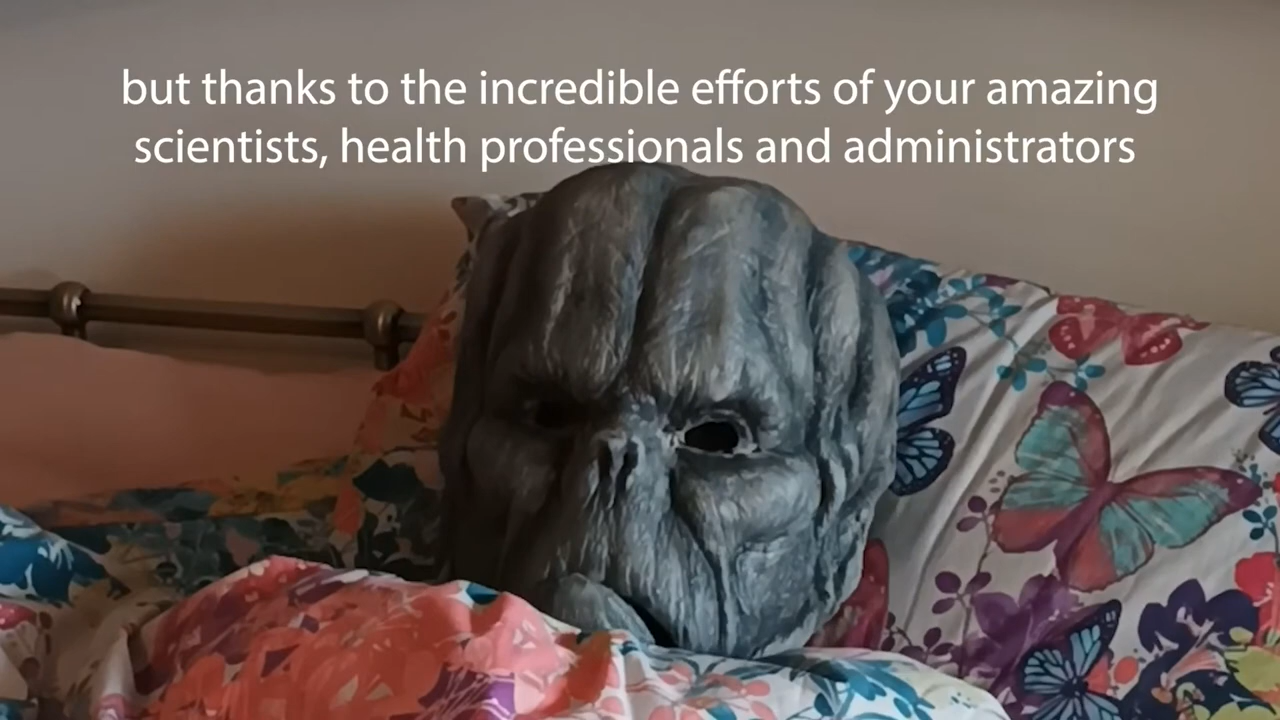 but thanks to the incredible efforts of your amazing
scientists, health professionals and administrators